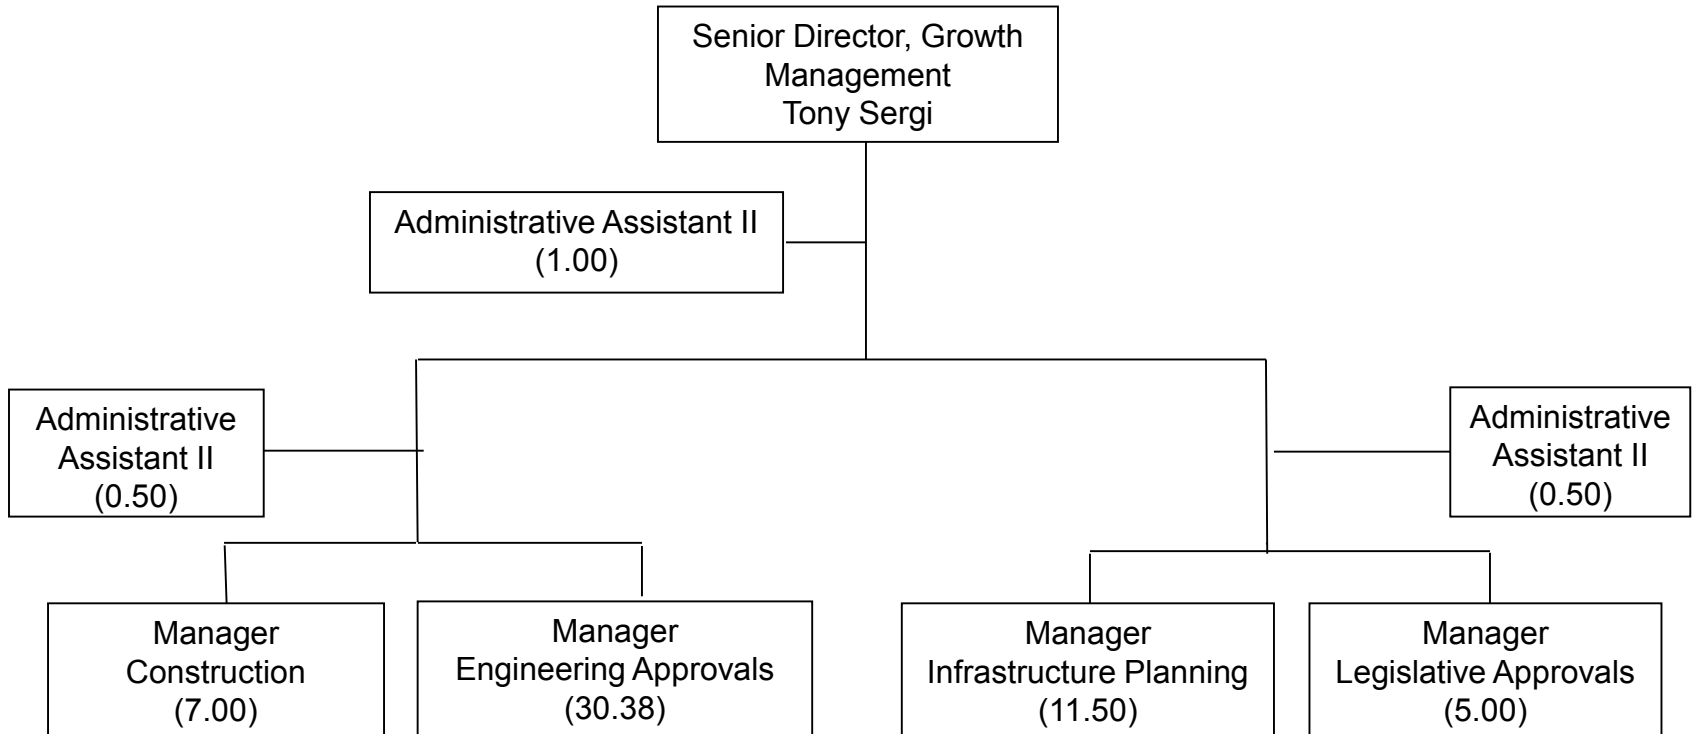 Senior Director, Growth
Management
Tony Sergi
Administrative Assistant II
(1.00)
Administrative
Assistant II
(0.50)
Administrative
Assistant II
(0.50)
Manager
Construction
(7.00)
Manager
Engineering Approvals
(30.38)
Manager
Infrastructure Planning
(11.50)
Manager
Legislative Approvals
(5.00)